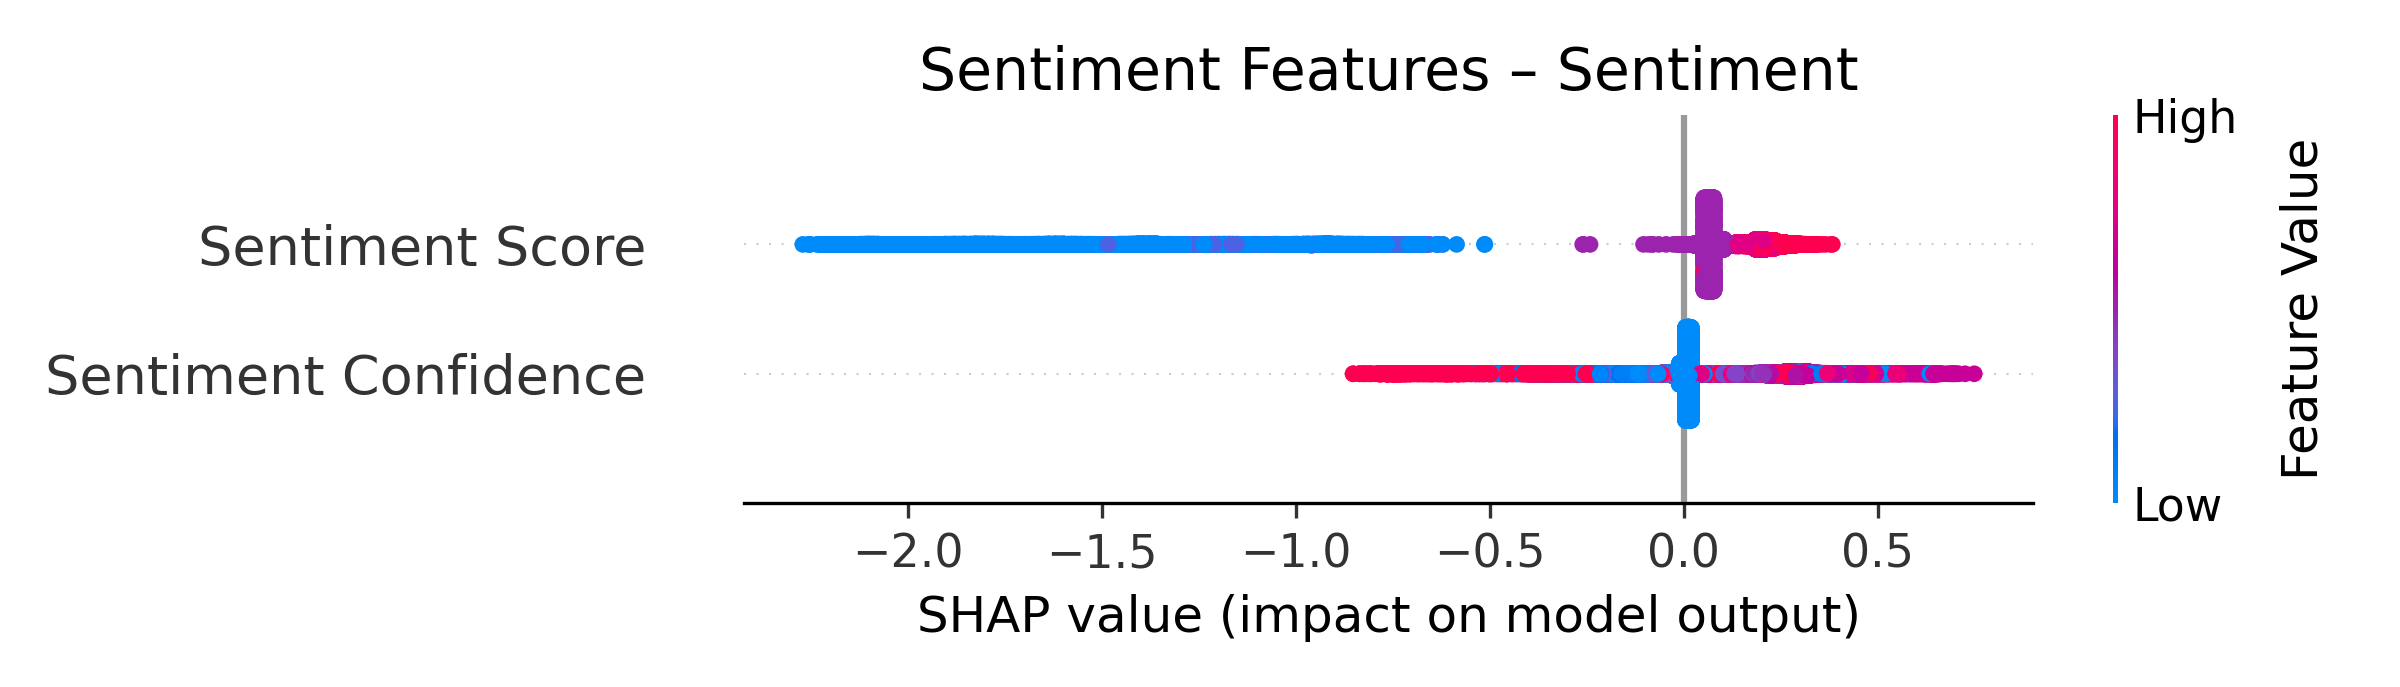 Sentiment Features – Sentiment
High
Sentiment Score
Sentiment Confidence
Feature Value
Low
−2.0 −1.5 −1.0 −0.5 0.0 0.5
SHAP value (impact on model output)